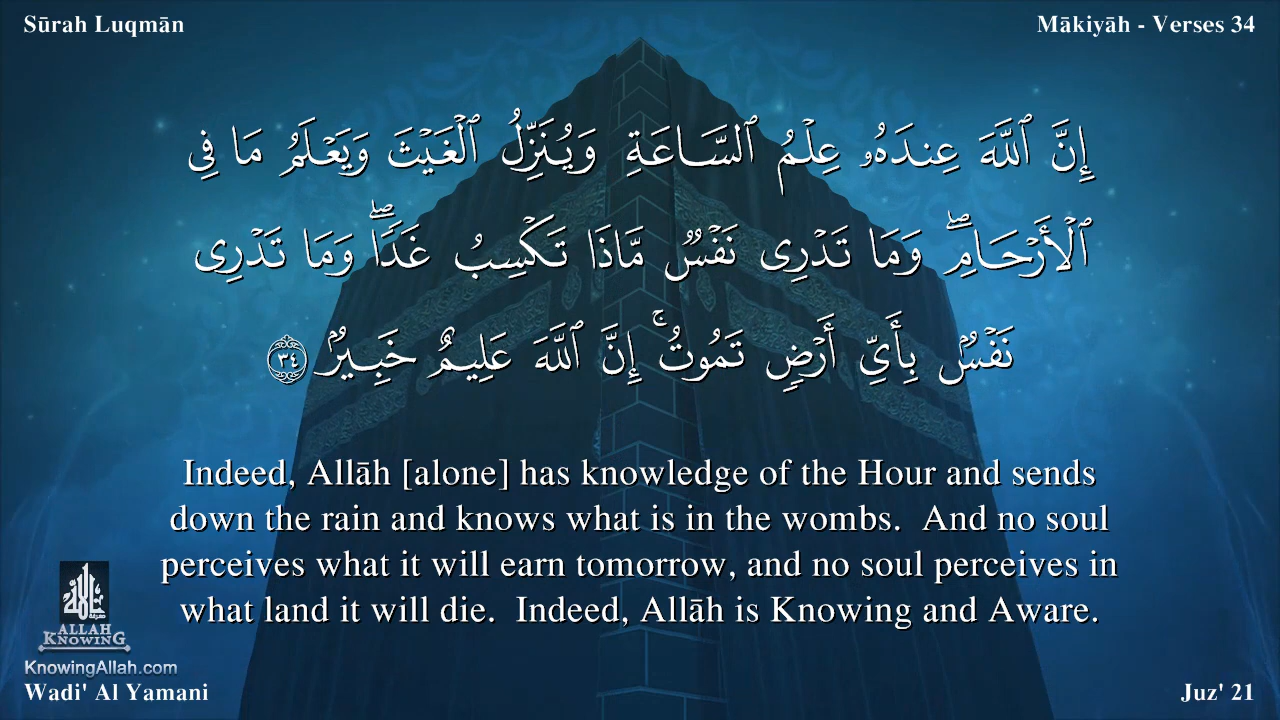 Sūrah Luqmān
Mākiyāh - Verses 34
إِنَّ ٱللَّهَ عِندَهُۥ عِلْمُ ٱلسَّاعَةِ وَيُنَزِّلُ ٱلْغَيْثَ وَيَعْلَمُ مَا فِى
ٱلْأَرْحَامِ ۖ وَمَا تَدْرِى نَفْسٌ مَّاذَا تَكْسِبُ غَدًا ۖ وَمَا تَدْرِى
نَفْسٌۢ بِأَىِّ أَرْضٍ تَمُوتُ ۚ إِنَّ ٱللَّهَ عَلِيمٌ خَبِيرٌۢ ٣٤
Indeed, Allāh [alone] has knowledge of the Hour and sends
down the rain and knows what is in the wombs.  And no soul
perceives what it will earn tomorrow, and no soul perceives in
what land it will die.  Indeed, Allāh is Knowing and Aware.
ALLAH
KNOWING
KnowingAllah.com
Wadi' Al Yamani
Juz' 21